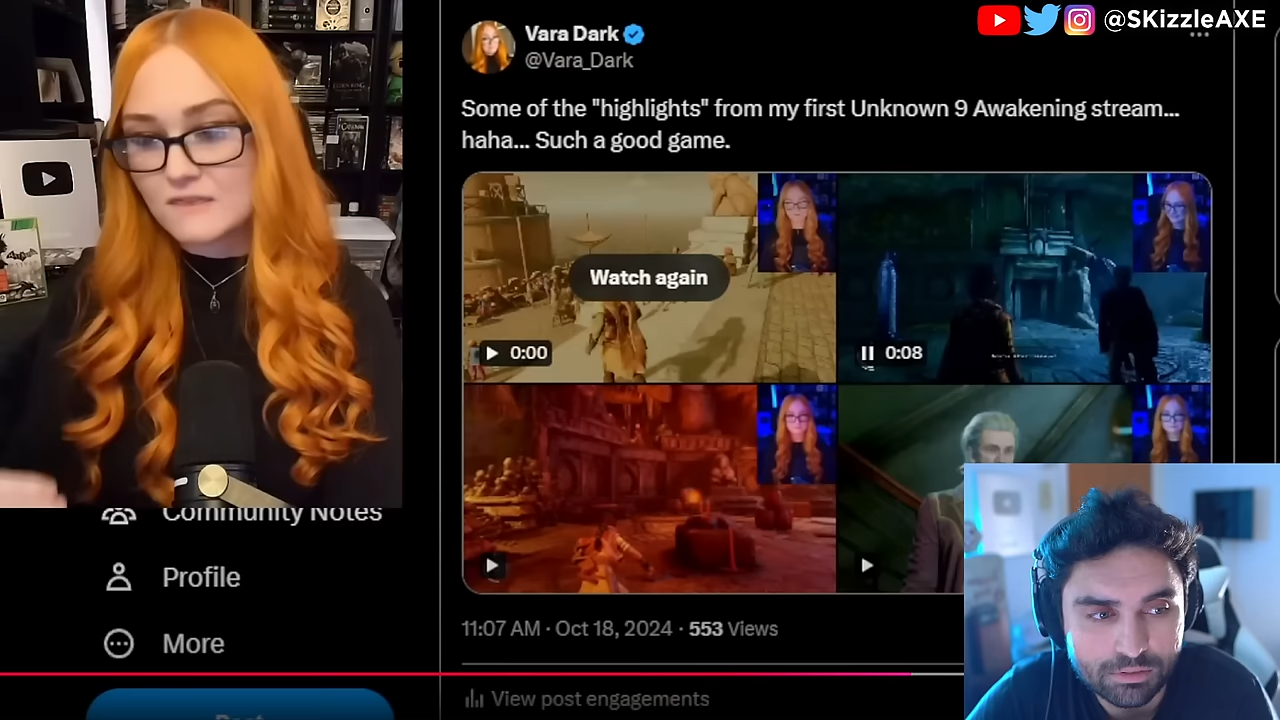 @SKizzleAXE
Vara Dark
@Vara_Dark
Some of the "highlights" from my first Unknown 9 Awakening stream...
haha... Such a good game.
Watch again
0:00
0:08
Community Notes
Profile
More
11:07 AM · Oct 18, 2024 · 553 Views
View post engagements